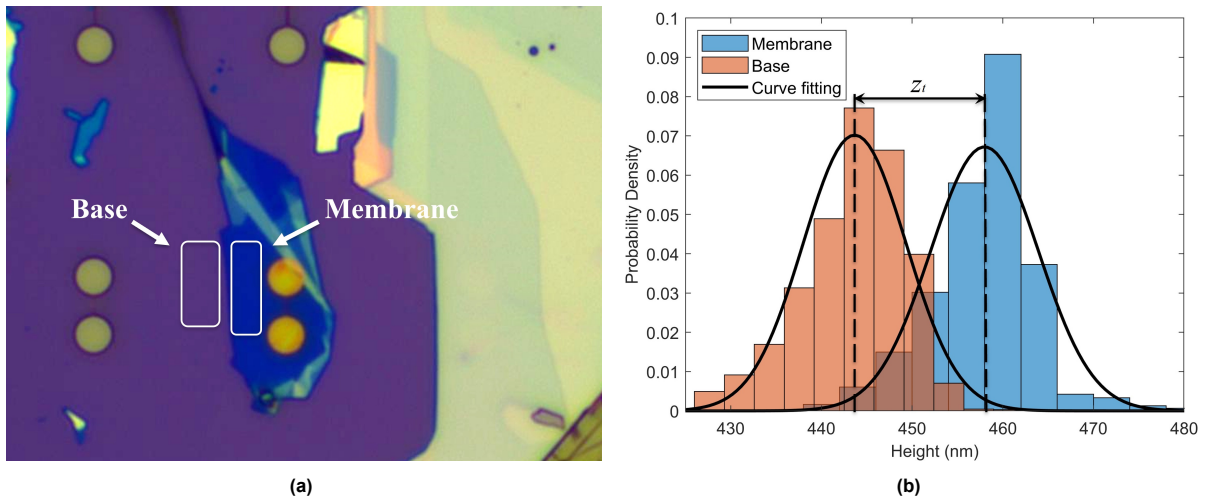 Base
Membrane
(a)
Membrane
Base
Curve fitting
zₜ
0.1
0.09
0.08
0.07
0.06
0.05
0.04
0.03
0.02
0.01
0
Probability Density
430
440
450
460
470
480
Height (nm)
(b)